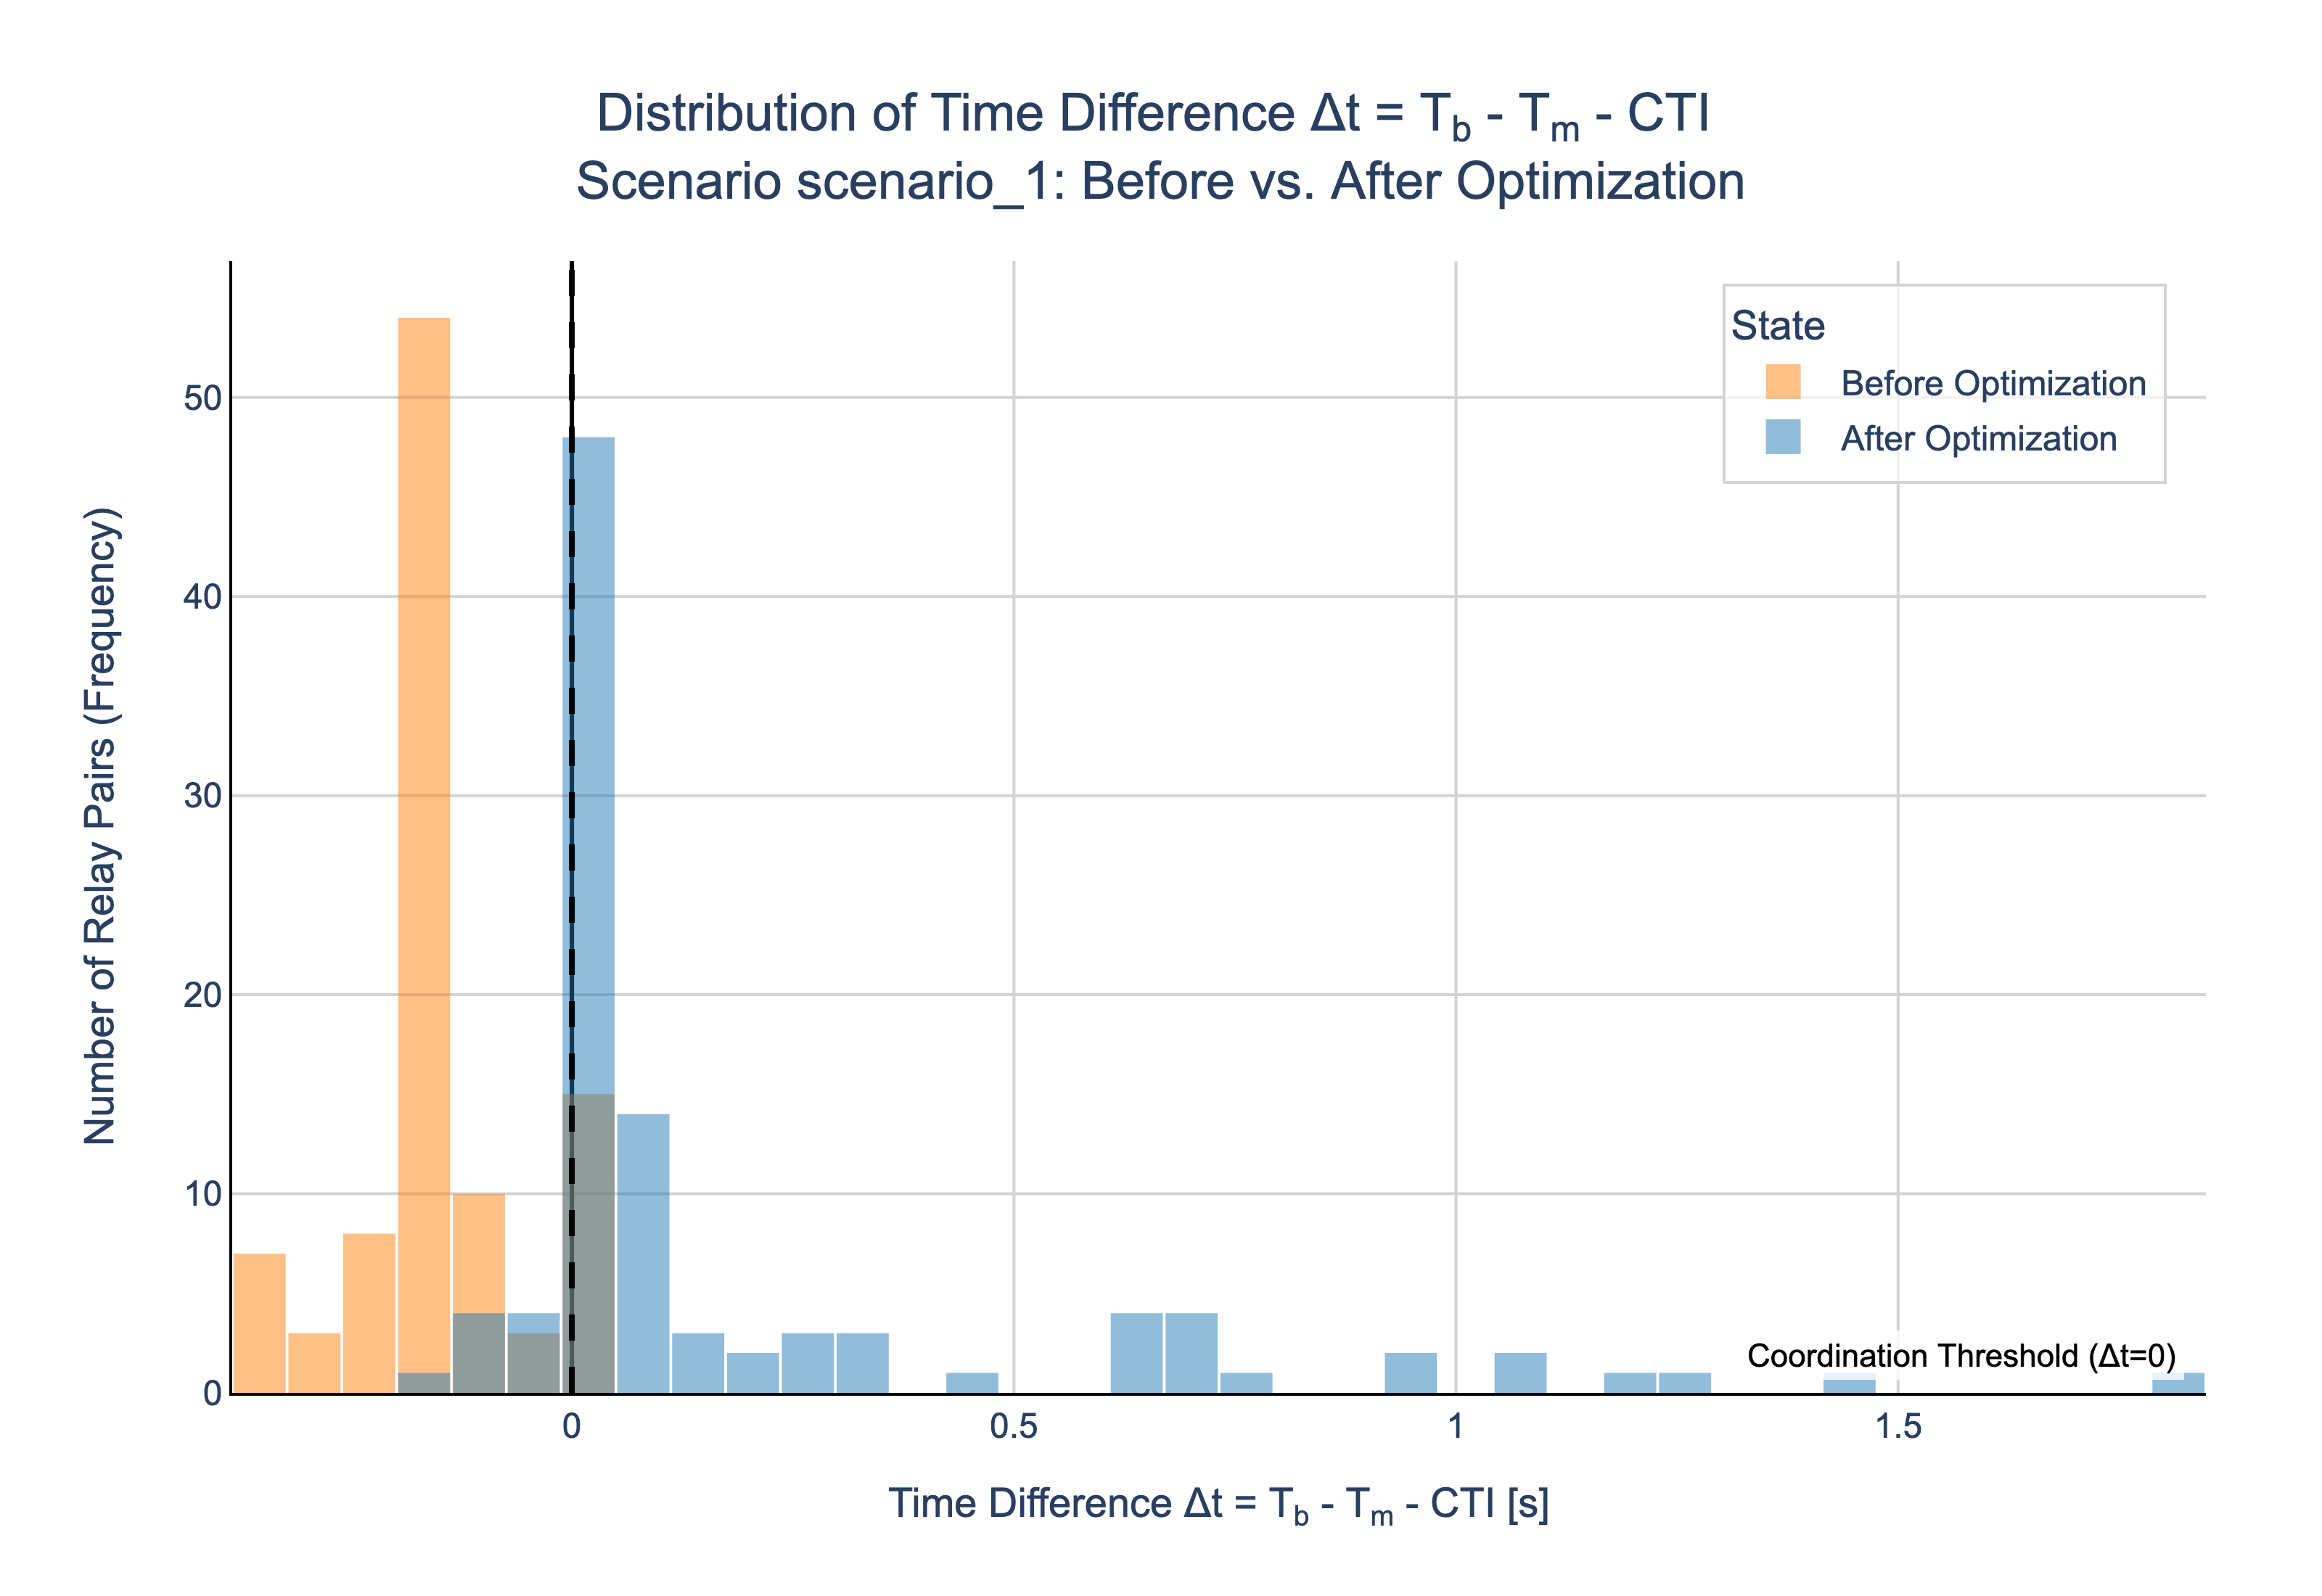 Distribution of Time Difference Δt = Tb - Tm - CTI
Scenario scenario_1: Before vs. After Optimization
State
Before Optimization
After Optimization
Number of Relay Pairs (Frequency)
50
40
30
20
10
0
Coordination Threshold (Δt=0)
0
0.5
1
1.5
Time Difference Δt = Tb - Tm - CTI [s]